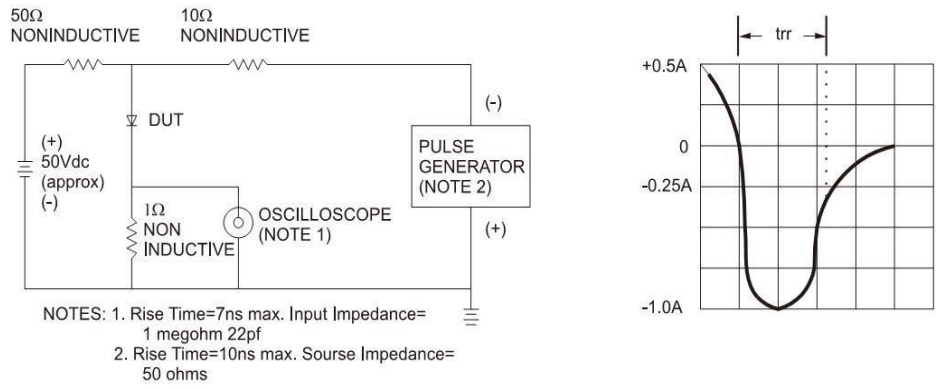 50Ω
NONINDUCTIVE
10Ω
NONINDUCTIVE
DUT
(+)
50Vdc
(approx)
(-)
1Ω
NON
INDUCTIVE
OSCILLOSCOPE
(NOTE 1)
(-)
PULSE
GENERATOR
(NOTE 2)
(+)
NOTES: 1. Rise Time=7ns max. Input Impedance=
1 megohm 22pf
2. Rise Time=10ns max. Sourse Impedance=
50 ohms
trr
+0.5A
0
-0.25A
-1.0A